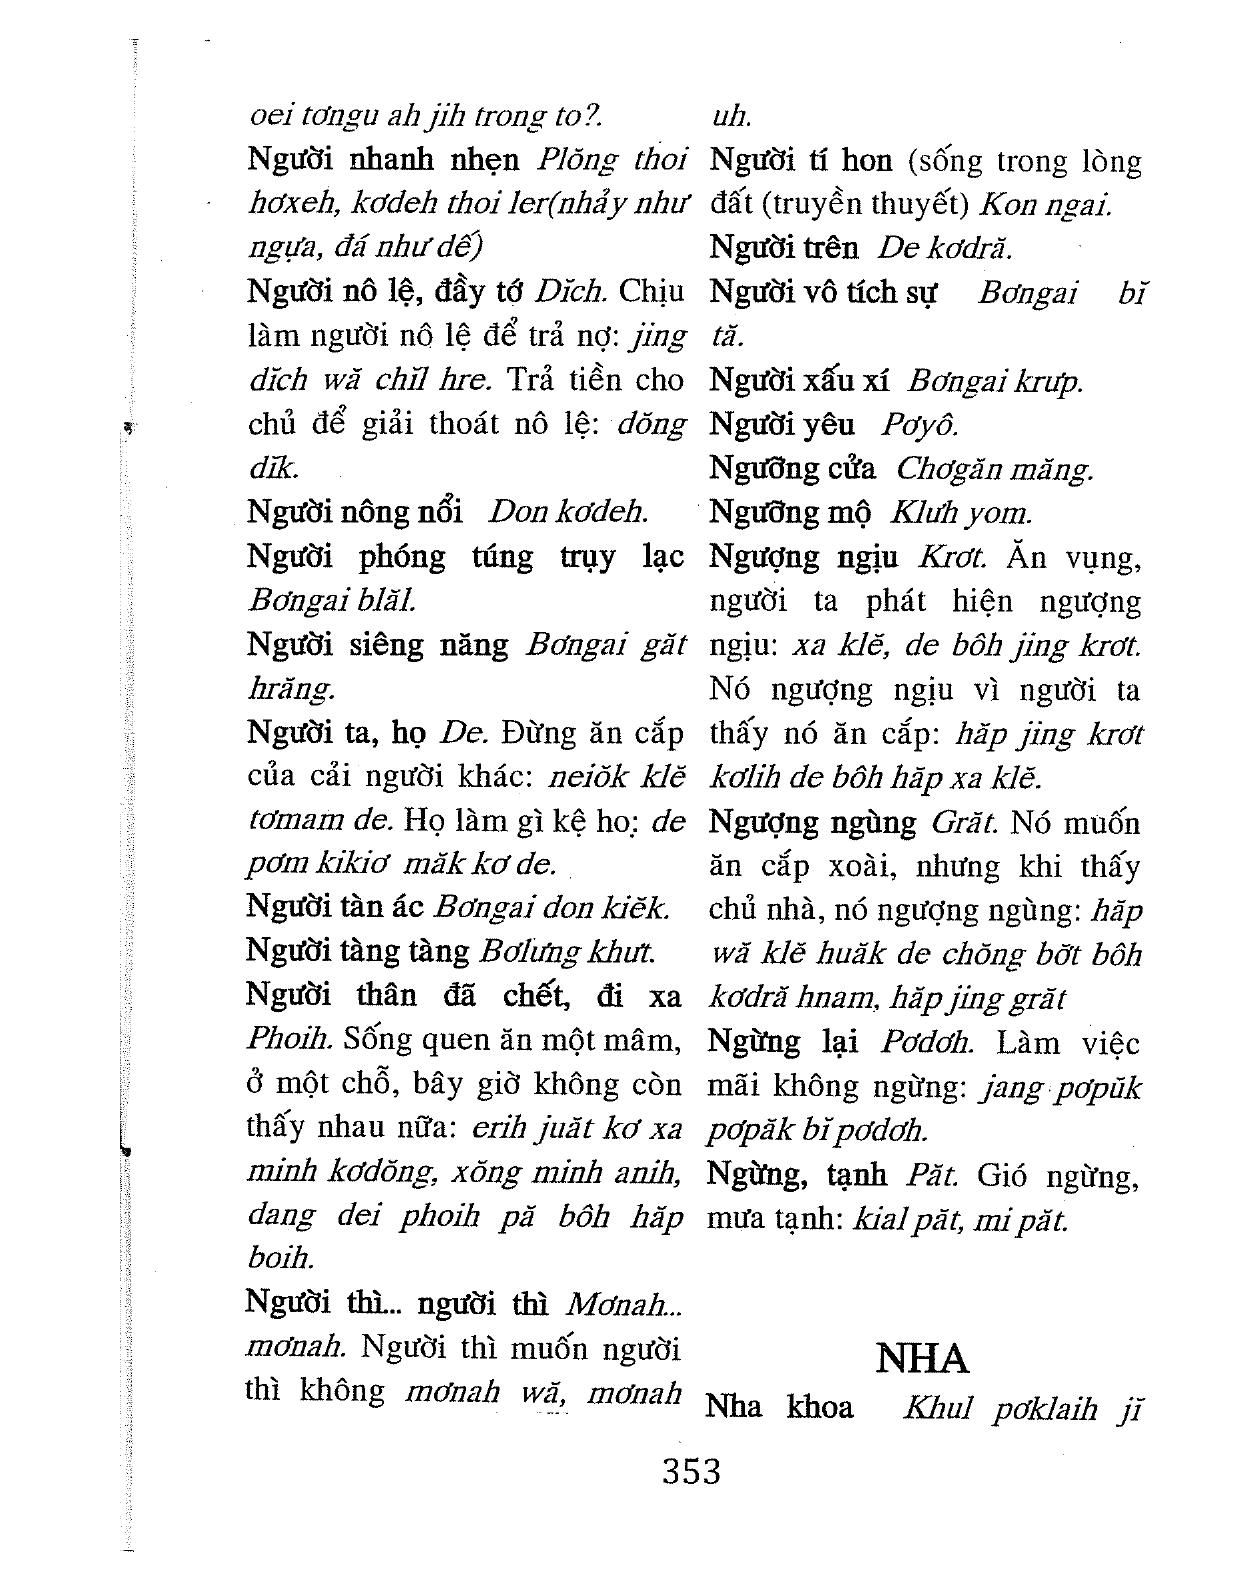 oei tơngu ah jih trong to?.
Người nhanh nhẹn Plŏng thoi
hơxeh, kơdeh thoi ler(nhảy như
ngựa, đá như dế)
Người nô lệ, đầy tớ Dĭch. Chịu
làm người nô lệ để trả nợ: jing
dĭch wă chĭl hre. Trả tiền cho
chủ để giải thoát nô lệ: dŏng
dĭk.
Người nông nổi Don kơdeh.
Người phóng túng trụy lạc
Bơngai blăl.
Người siêng năng Bơngai găt
hrăng.
Người ta, họ De. Đừng ăn cắp
của cải người khác: neiŏk klĕ
tơmam de. Họ làm gì kệ họ: de
pơm kikiơ măk kơ de.
Người tàn ác Bơngai don kiĕk.
Người tàng tàng Bơlưng khưt.
Người thân đã chết, đi xa
Phoih. Sống quen ăn một mâm,
ở một chỗ, bây giờ không còn
thấy nhau nữa: erih juăt kơ xa
minh kơdŏng, xŏng minh anih,
dang dei phoih pă bôh hăp
boih.
Người thì... người thì Mơnah...
mơnah. Người thì muốn người
thì không mơnah wă, mơnah
uh.
Người tí hon (sống trong lòng
đất (truyền thuyết) Kon ngai.
Người trên De kơdră.
Người vô tích sự Bơngai bĭ
tă.
Người xấu xí Bơngai krưp.
Người yêu Pơyô.
Ngưỡng cửa Chơgăn măng.
Ngưỡng mộ Klưh yom.
Ngượng ngịu Krơt. Ăn vụng,
người ta phát hiện ngượng
ngịu: xa klĕ, de bôh jing krơt.
Nó ngượng ngịu vì người ta
thấy nó ăn cắp: hăp jing krơt
kơlih de bôh hăp xa klĕ.
Ngượng ngùng Grăt. Nó muốn
ăn cắp xoài, nhưng khi thấy
chủ nhà, nó ngượng ngùng: hăp
wă klĕ huăk de chŏng bơ̆t bôh
kơdră hnam, hăp jing grăt
Ngừng lại Pơdơh. Làm việc
mãi không ngừng: jang pơpŭk
pơpăk bĭ pơdơh.
Ngừng, tạnh Păt. Gió ngừng,
mưa tạnh: kial păt, mi păt.
NHA
Nha khoa Khul pơklaih jĭ
353